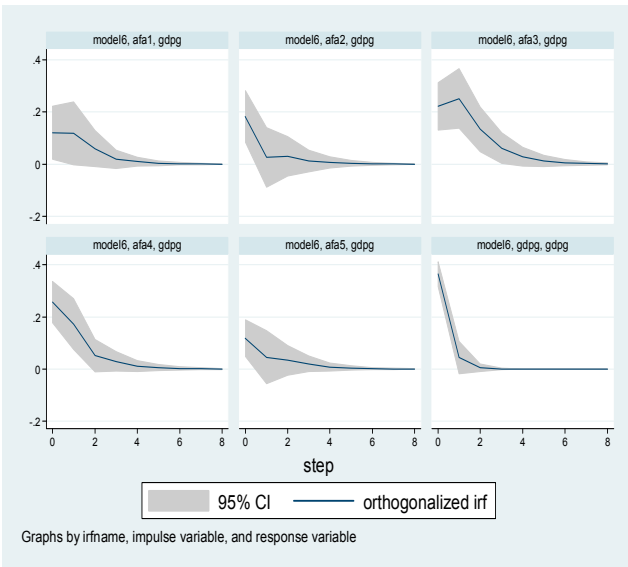 model6, afa1, gdpg
model6, afa2, gdpg
model6, afa3, gdpg
.4
.2
0
-.2
model6, afa4, gdpg
model6, afa5, gdpg
model6, gdpg, gdpg
.4
.2
0
-.2
0 2 4 6 8
0 2 4 6 8
0 2 4 6 8
step
95% CI
orthogonalized irf
Graphs by irfname, impulse variable, and response variable